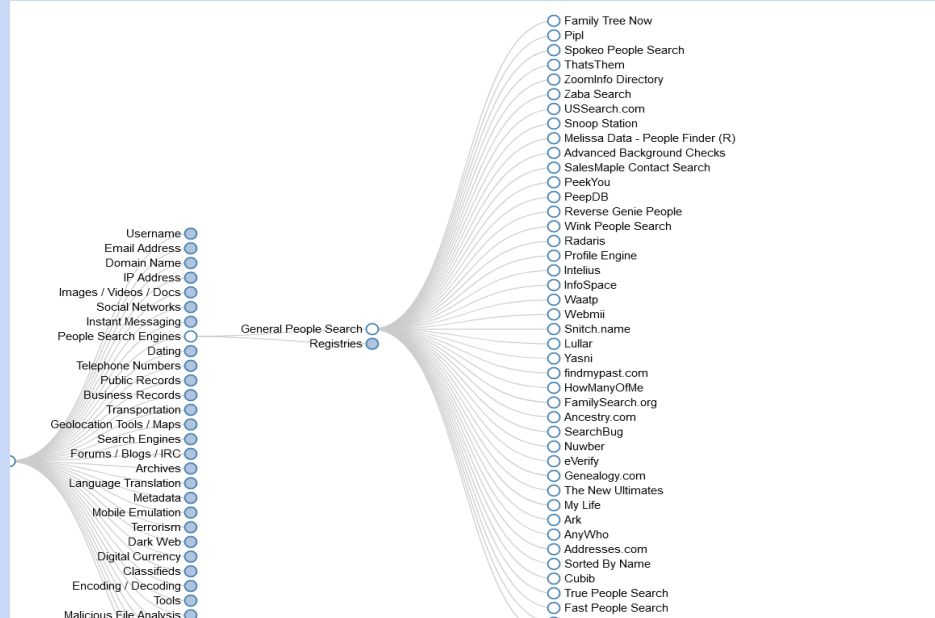 Username
Email Address
Domain Name
IP Address
Images / Videos / Docs
Social Networks
Instant Messaging
People Search Engines
Dating
Telephone Numbers
Public Records
Business Records
Transportation
Geolocation Tools / Maps
Search Engines
Forums / Blogs / IRC
Archives
Language Translation
Metadata
Mobile Emulation
Terrorism
Dark Web
Digital Currency
Classifieds
Encoding / Decoding
Tools
Malicious File Analysis
General People Search
Registries
Family Tree Now
Pipl
Spokeo People Search
ThatsThem
ZoomInfo Directory
Zaba Search
USSearch.com
Snoop Station
Melissa Data - People Finder (R)
Advanced Background Checks
SalesMaple Contact Search
PeekYou
PeepDB
Reverse Genie People
Wink People Search
Radaris
Profile Engine
Intelius
InfoSpace
Waatp
Webmii
Snitch.name
Lullar
Yasni
findmypast.com
HowManyOfMe
FamilySearch.org
Ancestry.com
SearchBug
Nuwber
eVerify
Genealogy.com
The New Ultimates
My Life
Ark
AnyWho
Addresses.com
Sorted By Name
Cubib
True People Search
Fast People Search